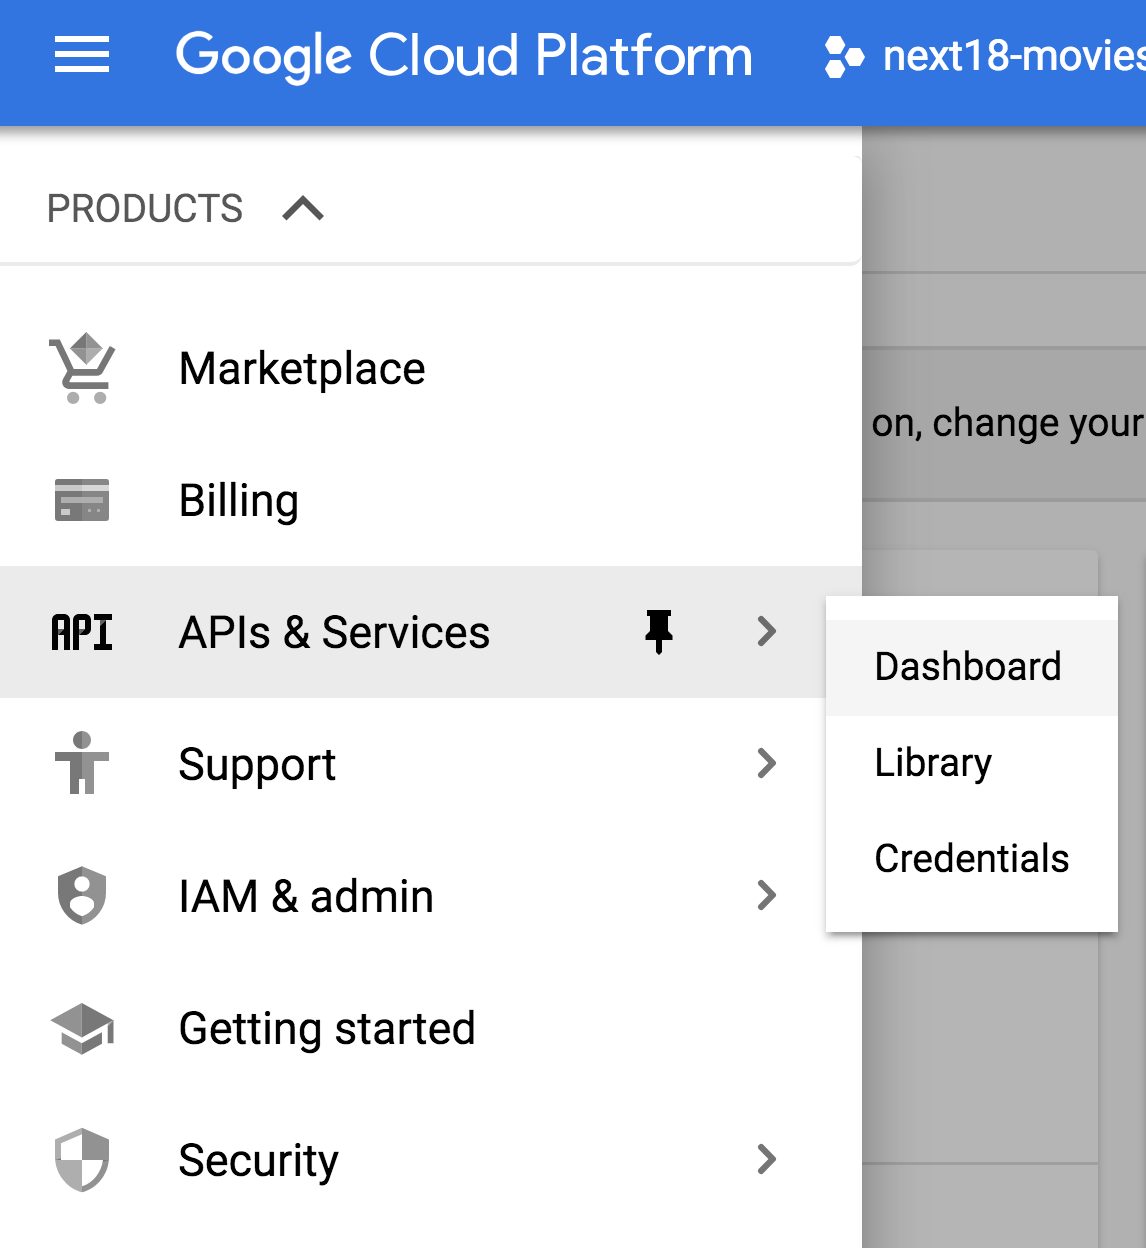 Google Cloud Platform
next18-movies
PRODUCTS
Marketplace
on, change your
Billing
API
APIs & Services
Dashboard
Library
Credentials
Support
IAM & admin
Getting started
Security